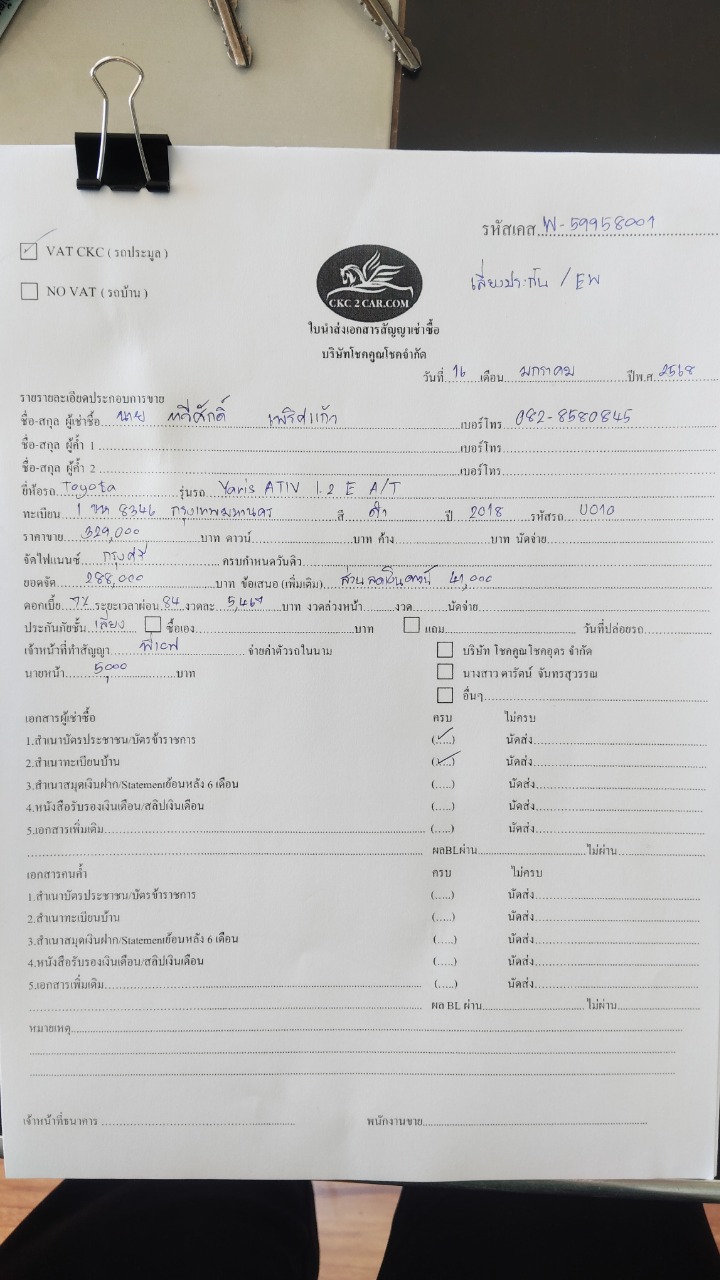 รหัสเคส W-59958001
VAT CKC ( รถประมูล )
NO VAT ( รถบ้าน )
CKC 2 CAR.COM
เลี่ยงประกัน / EW
ใบนำส่งเอกสารสัญญาเช่าซื้อ
บริษัทโชคคูณโชคจำกัด
วันที่ 16 เดือน มกราคม ปีพ.ศ. 2568
รายรายละเอียดประกอบการขาย
ชื่อ-สกุล ผู้เช่าซื้อ นาย ทวีศักดิ์ เบอร์โทร 082-8580845
ชื่อ-สกุล ผู้ค้ำ 1 เบอร์โทร
ชื่อ-สกุล ผู้ค้ำ 2 เบอร์โทร
ยี่ห้อรถ Toyota รุ่นรถ Yaris ATIV 1.2 E A/T
ทะเบียน 1 8346 กรุงเทพมหานคร สี ดำ ปี 2018 รหัสรถ U010
ราคาขาย 329,000 บาท ดาวน์ บาท ค้าง บาท นัดจ่าย
จัดไฟแนนซ์ กรุงศรี ครบกำหนดวันดิว
ยอดจัด 288,000 บาท ข้อเสนอ (เพิ่มเติม) ส่วนลดเงินดาวน์ 41,000
ดอกเบี้ย ระยะเวลาผ่อน 84 งวดละ บาท งวดล่วงหน้า งวด นัดจ่าย
ประกันภัยชั้น เลี่ยง ซื้อเอง บาท แถม วันที่ปล่อยรถ
เจ้าหน้าที่ทำสัญญา จ่ายค่าตัวรถในนาม บริษัท โชคคูณโชคอุดร จำกัด
นายหน้า 5,000 บาท นางสาว ดารัตน์ จันทรสุวรรณ
อื่นๆ
เอกสารผู้เช่าซื้อ ครบ ไม่ครบ
1.สำเนาบัตรประชาชน/บัตรข้าราชการ (.....) นัดส่ง
2.สำเนาทะเบียนบ้าน (.....) นัดส่ง
3.สำเนาสมุดเงินฝาก/Statementย้อนหลัง 6 เดือน (.....) นัดส่ง
4.หนังสือรับรองเงินเดือน/สลิปเงินเดือน (.....) นัดส่ง
5.เอกสารเพิ่มเติม (.....) นัดส่ง
ผลBLผ่าน ไม่ผ่าน
เอกสารคนค้ำ ครบ ไม่ครบ
1.สำเนาบัตรประชาชน/บัตรข้าราชการ (.....) นัดส่ง
2.สำเนาทะเบียนบ้าน (.....) นัดส่ง
3.สำเนาสมุดเงินฝาก/Statementย้อนหลัง 6 เดือน (.....) นัดส่ง
4.หนังสือรับรองเงินเดือน/สลิปเงินเดือน (.....) นัดส่ง
5.เอกสารเพิ่มเติม (.....) นัดส่ง
ผล BL ผ่าน ไม่ผ่าน
หมายเหตุ
เจ้าหน้าที่ธนาคาร พนักงานขาย